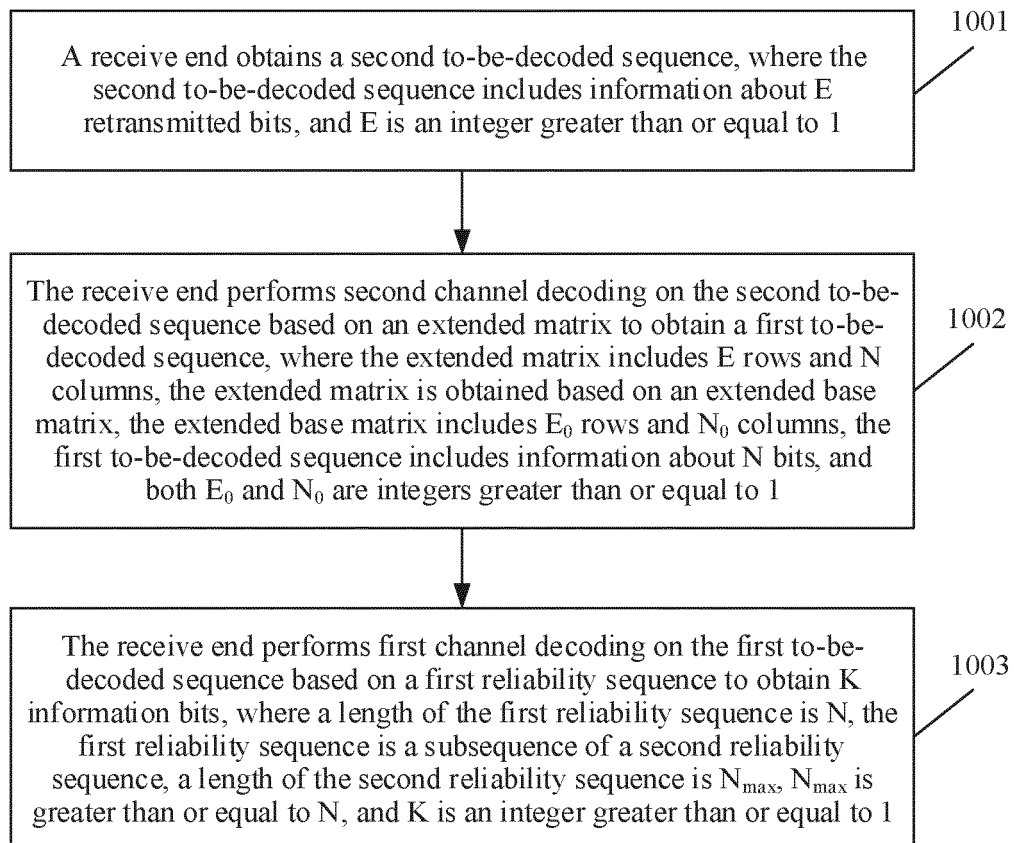 1001
A receive end obtains a second to-be-decoded sequence, where the
second to-be-decoded sequence includes information about E
retransmitted bits, and E is an integer greater than or equal to 1
The receive end performs second channel decoding on the second to-be-
decoded sequence based on an extended matrix to obtain a first to-be-
decoded sequence, where the extended matrix includes E rows and N
columns, the extended matrix is obtained based on an extended base
matrix, the extended base matrix includes E₀ rows and N₀ columns, the
first to-be-decoded sequence includes information about N bits, and
both E₀ and N₀ are integers greater than or equal to 1
1002
The receive end performs first channel decoding on the first to-be-
decoded sequence based on a first reliability sequence to obtain K
information bits, where a length of the first reliability sequence is N, the
first reliability sequence is a subsequence of a second reliability
sequence, a length of the second reliability sequence is Nmax, Nmax is
greater than or equal to N, and K is an integer greater than or equal to 1
1003